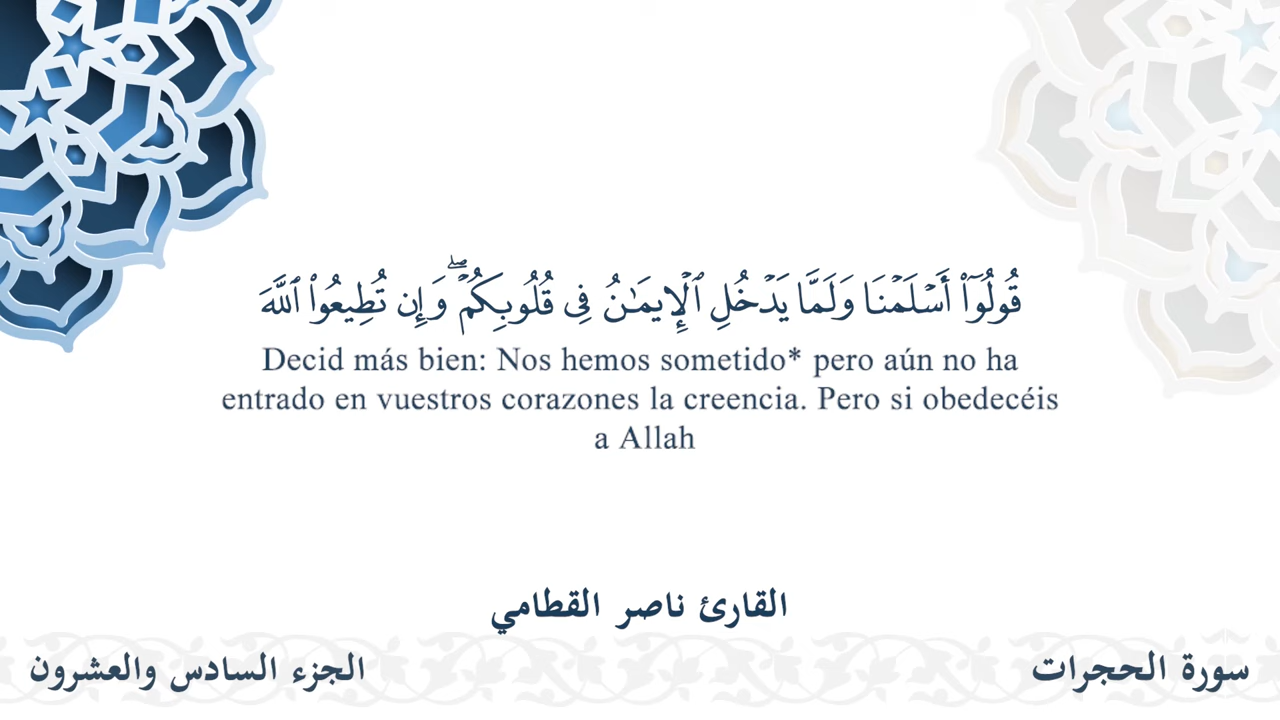 قُولُوٓا۟ أَسْلَمْنَا وَلَمَّا يَدْخُلِ ٱلْإِيمَـٰنُ فِى قُلُوبِكُمْ ۖ وَإِن تُطِيعُوا۟ ٱللَّهَ
Decid más bien: Nos hemos sometido* pero aún no ha
entrado en vuestros corazones la creencia. Pero si obedecéis
a Allah
القارئ ناصر القطامي
سورة الحجرات
الجزء السادس والعشرون